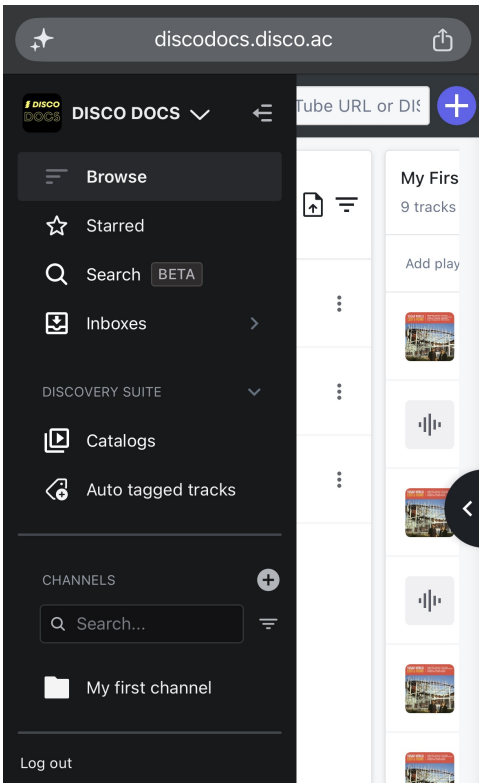 discodocs.disco.ac
DISCO
DOCS
DISCO DOCS
Tube URL or DIS
Browse
Starred
Search BETA
Inboxes
DISCOVERY SUITE
Catalogs
Auto tagged tracks
CHANNELS
Search...
My first channel
Log out
My Firs
9 tracks
Add play